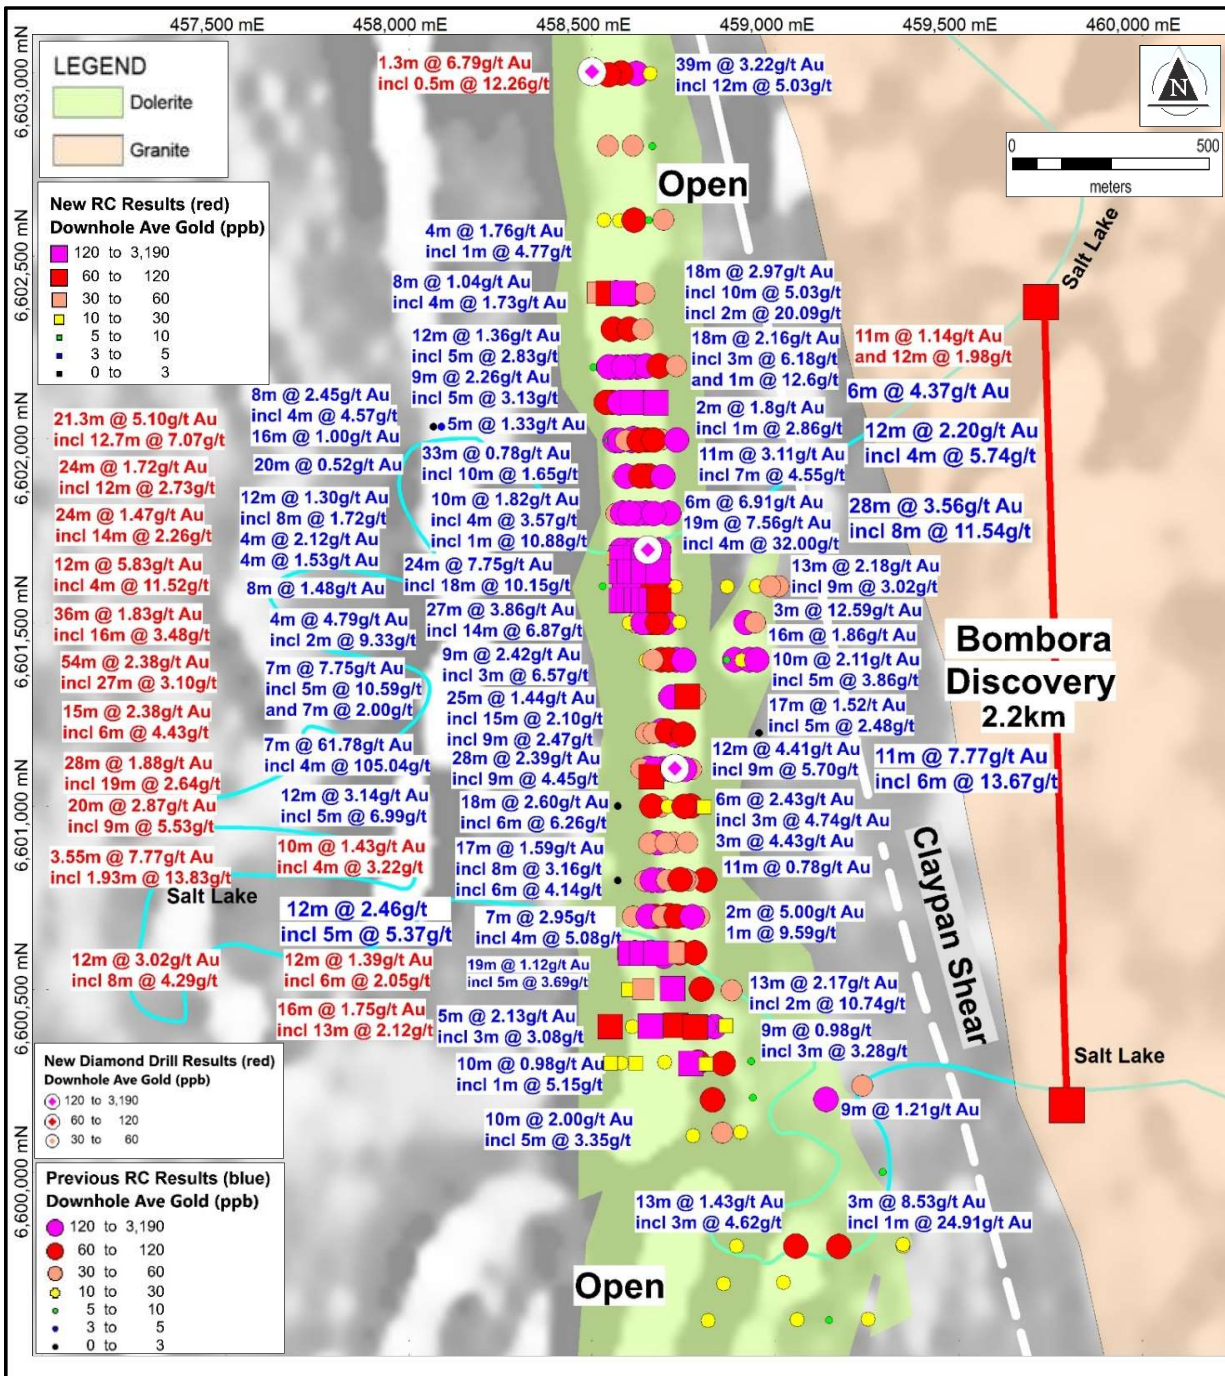 457,500 mE
458,000 mE
458,500 mE
459,000 mE
459,500 mE
460,000 mE
6,603,000 mN
6,602,500 mN
6,602,000 mN
6,601,500 mN
6,601,000 mN
6,600,500 mN
6,600,000 mN
LEGEND
Dolerite
Granite
New RC Results (red)
Downhole Ave Gold (ppb)
120 to 3,190
60 to 120
30 to 60
10 to 30
5 to 10
3 to 5
0 to 3
N
0 500
meters
1.3m @ 6.79g/t Au
incl 0.5m @ 12.26g/t
39m @ 3.22g/t Au
incl 12m @ 5.03g/t
Open
4m @ 1.76g/t Au
incl 1m @ 4.77g/t
8m @ 1.04g/t Au
incl 4m @ 1.73g/t
12m @ 1.36g/t Au
incl 5m @ 2.83g/t
9m @ 2.26g/t Au
incl 5m @ 3.13g/t
5m @ 1.33g/t Au
33m @ 0.78g/t Au
incl 10m @ 1.65g/t
10m @ 1.82g/t Au
incl 4m @ 3.57g/t
incl 1m @ 10.88g/t
24m @ 7.75g/t Au
incl 18m @ 10.15g/t
27m @ 3.86g/t Au
incl 14m @ 6.87g/t
9m @ 2.42g/t Au
incl 3m @ 6.57g/t
25m @ 1.44g/t Au
incl 15m @ 2.10g/t
incl 9m @ 2.47g/t
28m @ 2.39g/t Au
incl 9m @ 4.45g/t
18m @ 2.60g/t Au
incl 6m @ 6.26g/t
17m @ 1.59g/t Au
incl 8m @ 3.16g/t
incl 6m @ 4.14g/t
7m @ 2.95g/t
incl 4m @ 5.08g/t
19m @ 1.12g/t Au
incl 5m @ 3.69g/t
5m @ 2.13g/t Au
incl 3m @ 3.08g/t
10m @ 0.98g/t Au
incl 1m @ 5.15g/t
10m @ 2.00g/t Au
incl 5m @ 3.35g/t
8m @ 2.45g/t Au
incl 4m @ 4.57g/t
16m @ 1.00g/t Au
20m @ 0.52g/t Au
12m @ 1.30g/t Au
incl 8m @ 1.72g/t
4m @ 2.12g/t Au
4m @ 1.53g/t Au
8m @ 1.48g/t Au
4m @ 4.79g/t Au
incl 2m @ 9.33g/t
7m @ 7.75g/t Au
incl 5m @ 10.59g/t
and 7m @ 2.00g/t
7m @ 61.78g/t Au
incl 4m @ 105.04g/t
12m @ 3.14g/t Au
incl 5m @ 6.99g/t
10m @ 1.43g/t Au
incl 4m @ 3.22g/t
12m @ 2.46g/t
incl 5m @ 5.37g/t
12m @ 1.39g/t Au
incl 6m @ 2.05g/t
16m @ 1.75g/t Au
incl 13m @ 2.12g/t
21.3m @ 5.10g/t Au
incl 12.7m @ 7.07g/t
24m @ 1.72g/t Au
incl 12m @ 2.73g/t
24m @ 1.47g/t Au
incl 14m @ 2.26g/t
12m @ 5.83g/t Au
incl 4m @ 11.52g/t
36m @ 1.83g/t Au
incl 16m @ 3.48g/t
54m @ 2.38g/t Au
incl 27m @ 3.10g/t
15m @ 2.38g/t Au
incl 6m @ 4.43g/t
28m @ 1.88g/t Au
incl 19m @ 2.64g/t
20m @ 2.87g/t Au
incl 9m @ 5.53g/t
3.55m @ 7.77g/t Au
incl 1.93m @ 13.83g/t
Salt Lake
12m @ 3.02g/t Au
incl 8m @ 4.29g/t
18m @ 2.97g/t Au
incl 10m @ 5.03g/t
incl 2m @ 20.09g/t
18m @ 2.16g/t Au
incl 3m @ 6.18g/t
and 1m @ 12.6g/t
2m @ 1.8g/t Au
incl 1m @ 2.86g/t
11m @ 3.11g/t Au
incl 7m @ 4.55g/t
6m @ 6.91g/t Au
19m @ 7.56g/t Au
incl 4m @ 32.00g/t
13m @ 2.18g/t Au
incl 9m @ 3.02g/t
3m @ 12.59g/t Au
16m @ 1.86g/t Au
10m @ 2.11g/t Au
incl 5m @ 3.86g/t
17m @ 1.52/t Au
incl 5m @ 2.48g/t
12m @ 4.41g/t Au
incl 9m @ 5.70g/t
6m @ 2.43g/t Au
incl 3m @ 4.74g/t Au
3m @ 4.43g/t Au
11m @ 0.78g/t Au
2m @ 5.00g/t Au
1m @ 9.59g/t
13m @ 2.17g/t Au
incl 2m @ 10.74g/t
9m @ 0.98g/t
incl 3m @ 3.28g/t
9m @ 1.21g/t Au
13m @ 1.43g/t Au
incl 3m @ 4.62g/t
3m @ 8.53g/t Au
incl 1m @ 24.91g/t Au
Salt Lake
11m @ 1.14g/t Au
and 12m @ 1.98g/t
6m @ 4.37g/t Au
12m @ 2.20g/t Au
incl 4m @ 5.74g/t
28m @ 3.56g/t Au
incl 8m @ 11.54g/t
Bombora
Discovery
2.2km
11m @ 7.77g/t Au
incl 6m @ 13.67g/t
Claypan Shear
Salt Lake
Open
New Diamond Drill Results (red)
Downhole Ave Gold (ppb)
120 to 3,190
60 to 120
30 to 60
Previous RC Results (blue)
Downhole Ave Gold (ppb)
120 to 3,190
60 to 120
30 to 60
10 to 30
5 to 10
3 to 5
0 to 3